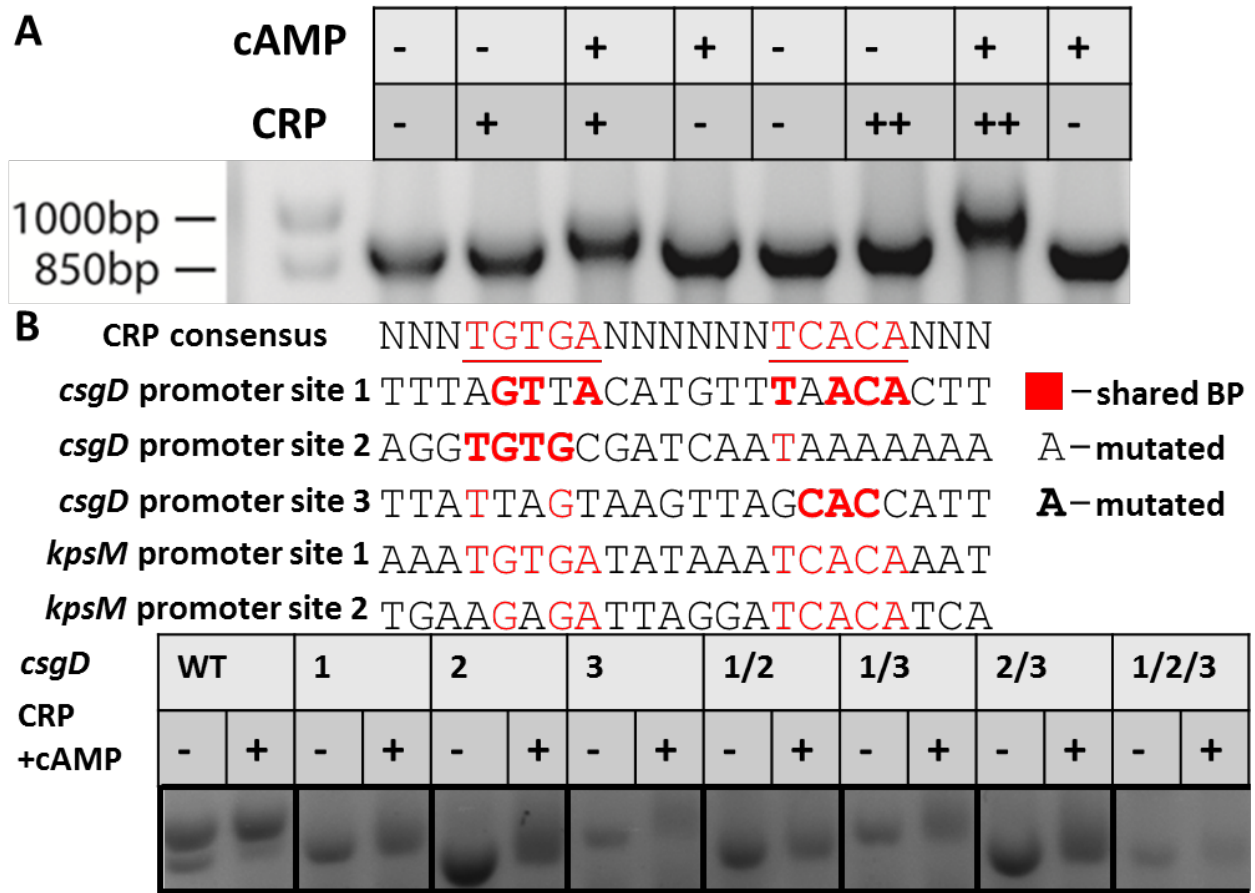 A
cAMP - - + + - - + +
CRP - + + - - ++ ++ -
1000bp
850bp
B
CRP consensus NNNTGTGANNNNNNTCACANNN
csgD promoter site 1 TTTAGTTACATGTTTAACACTT
csgD promoter site 2 AGGTGTGCGATCAATAAAAAAA
csgD promoter site 3 TTATTAGTAAGTTAGCACCATT
kpsM promoter site 1 AAATGTGATATAAATCACAAAT
kpsM promoter site 2 TGAAGAGATTAGGATCACATCA
– shared BP
A – mutated
A – mutated
csgD WT 1 2 3 1/2 1/3 2/3 1/2/3
CRP
+cAMP - + - + - + - + - + - + - + - +